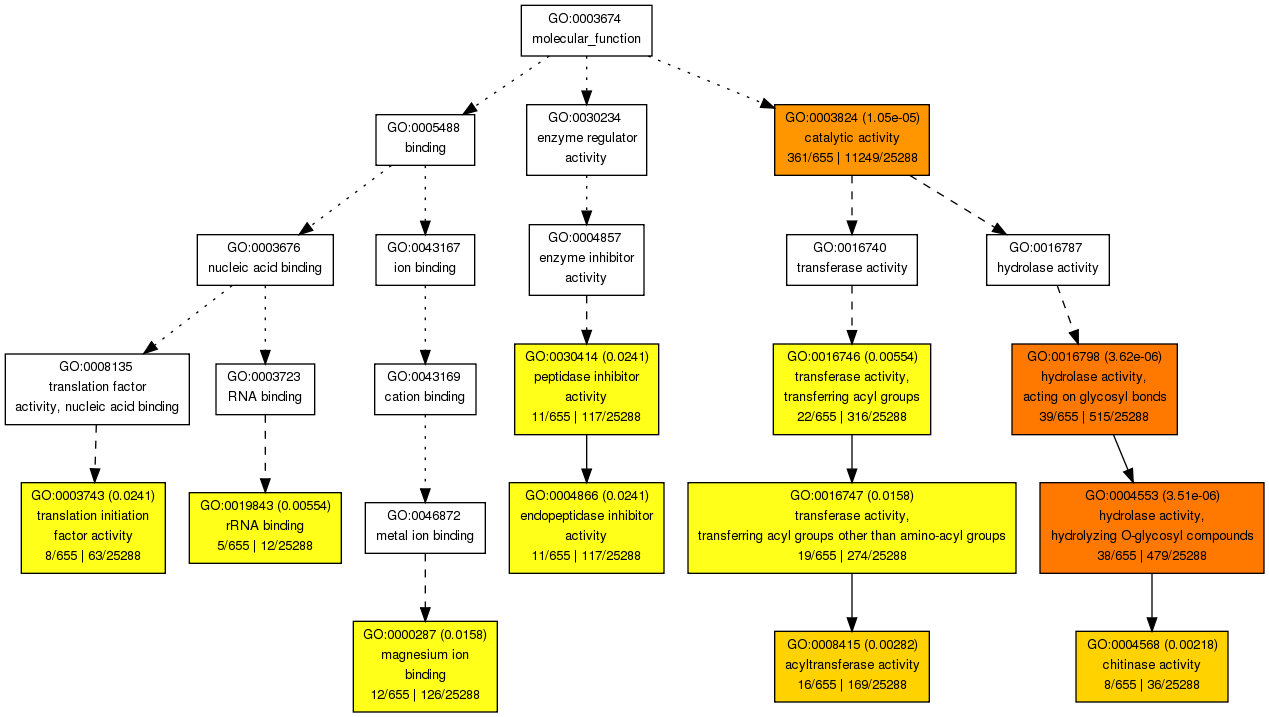 GO:0003674
molecular_function
GO:0005488
binding
GO:0030234
enzyme regulator
activity
GO:0003824 (1.05e-05)
catalytic activity
361/655 | 11249/25288
GO:0003676
nucleic acid binding
GO:0043167
ion binding
GO:0004857
enzyme inhibitor
activity
GO:0016740
transferase activity
GO:0016787
hydrolase activity
GO:0008135
translation factor
activity, nucleic acid binding
GO:0003723
RNA binding
GO:0043169
cation binding
GO:0030414 (0.0241)
peptidase inhibitor
activity
11/655 | 117/25288
GO:0016746 (0.00554)
transferase activity,
transferring acyl groups
22/655 | 316/25288
GO:0016798 (3.62e-06)
hydrolase activity,
acting on glycosyl bonds
39/655 | 515/25288
GO:0003743 (0.0241)
translation initiation
factor activity
8/655 | 63/25288
GO:0019843 (0.00554)
rRNA binding
5/655 | 12/25288
GO:0046872
metal ion binding
GO:0004866 (0.0241)
endopeptidase inhibitor
activity
11/655 | 117/25288
GO:0016747 (0.0158)
transferase activity,
transferring acyl groups other than amino-acyl groups
19/655 | 274/25288
GO:0004553 (3.51e-06)
hydrolase activity,
hydrolyzing O-glycosyl compounds
38/655 | 479/25288
GO:0000287 (0.0158)
magnesium ion
binding
12/655 | 126/25288
GO:0008415 (0.00282)
acyltransferase activity
16/655 | 169/25288
GO:0004568 (0.00218)
chitinase activity
8/655 | 36/25288